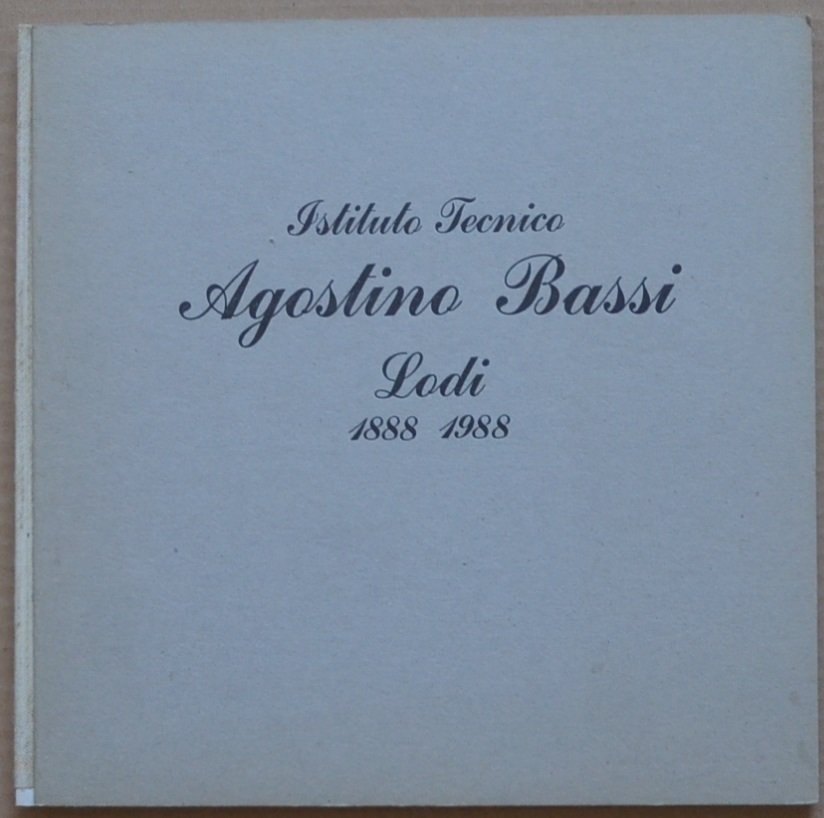 Istituto Tecnico
Agostino Bassi
Lodi
1888 1988